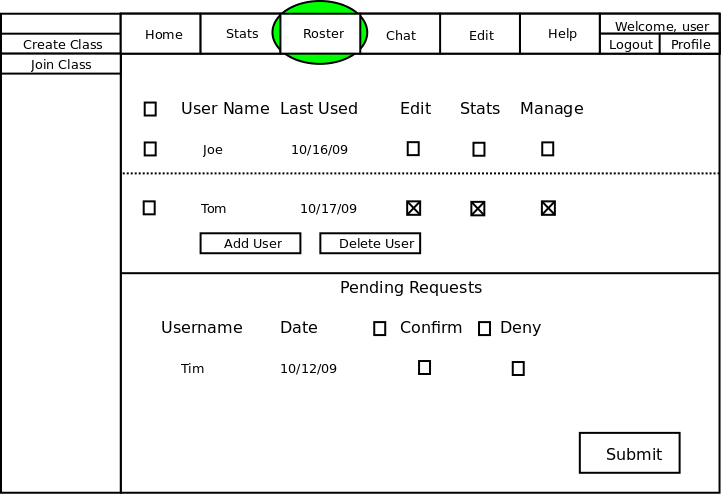 Home Stats Roster Chat Edit Help Welcome, user
Create Class Logout Profile
Join Class
User Name Last Used Edit Stats Manage
Joe 10/16/09
Tom 10/17/09
Add User Delete User
Pending Requests
Username Date Confirm Deny
Tim 10/12/09
Submit